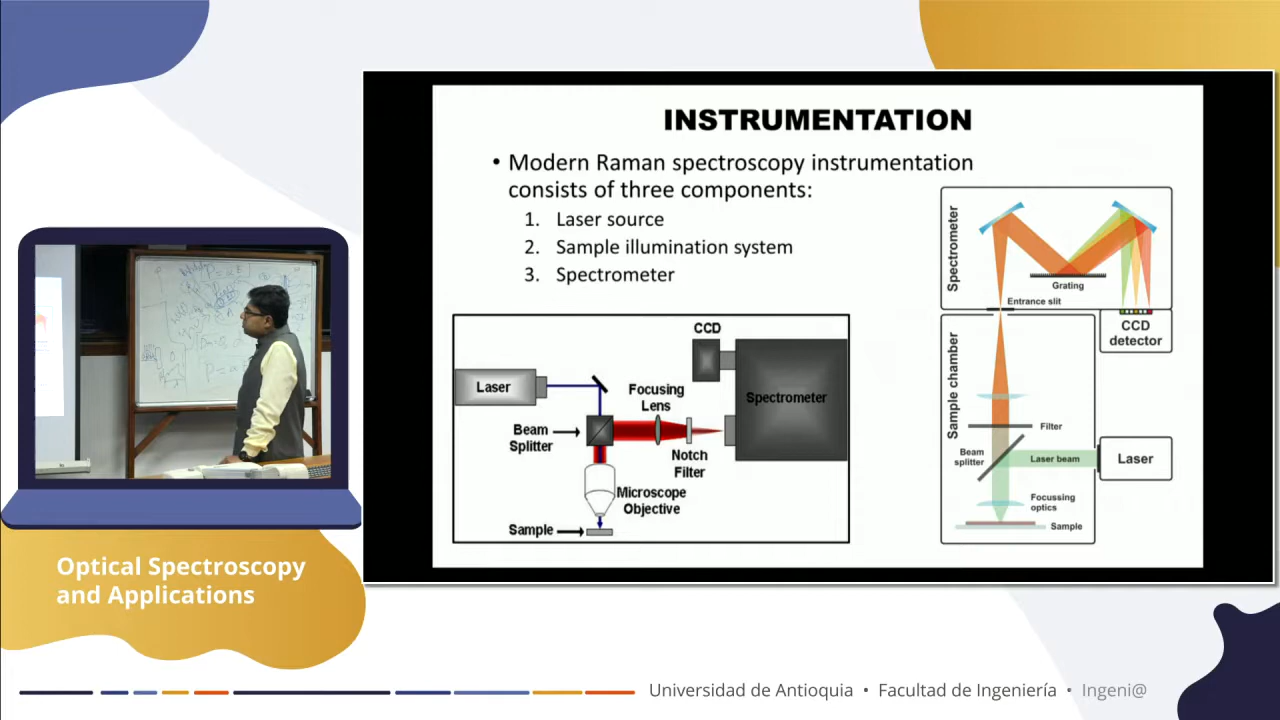 INSTRUMENTATION
• Modern Raman spectroscopy instrumentation
consists of three components:
1. Laser source
2. Sample illumination system
3. Spectrometer
CCD
Laser
Focusing
Lens
Spectrometer
Beam
Splitter
Notch
Filter
Microscope
Objective
Sample
Spectrometer
Grating
Entrance slit
CCD
detector
Sample chamber
Filter
Beam
splitter
Laser beam
Laser
Focussing
optics
Sample
Optical Spectroscopy
and Applications
Universidad de Antioquia • Facultad de Ingeniería • Ingeni@